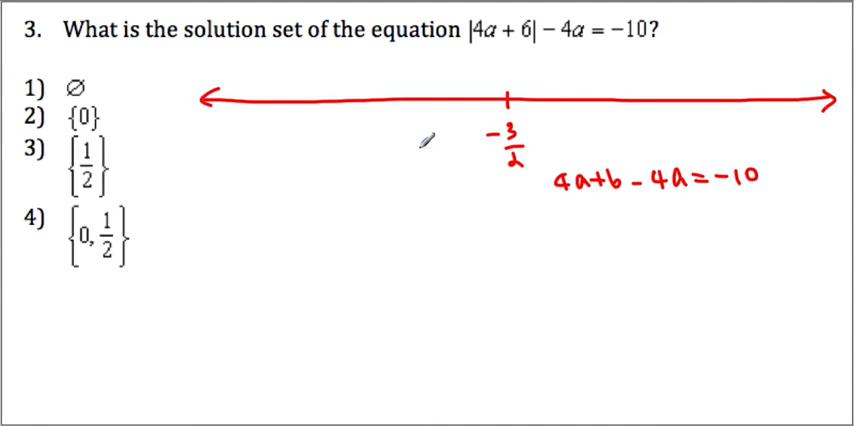 3. What is the solution set of the equation |4a + 6| − 4a = −10?
1) ∅
2) {0}
3) {1/2}
4) {0, 1/2}
-3/2
4a+6 - 4a = -10